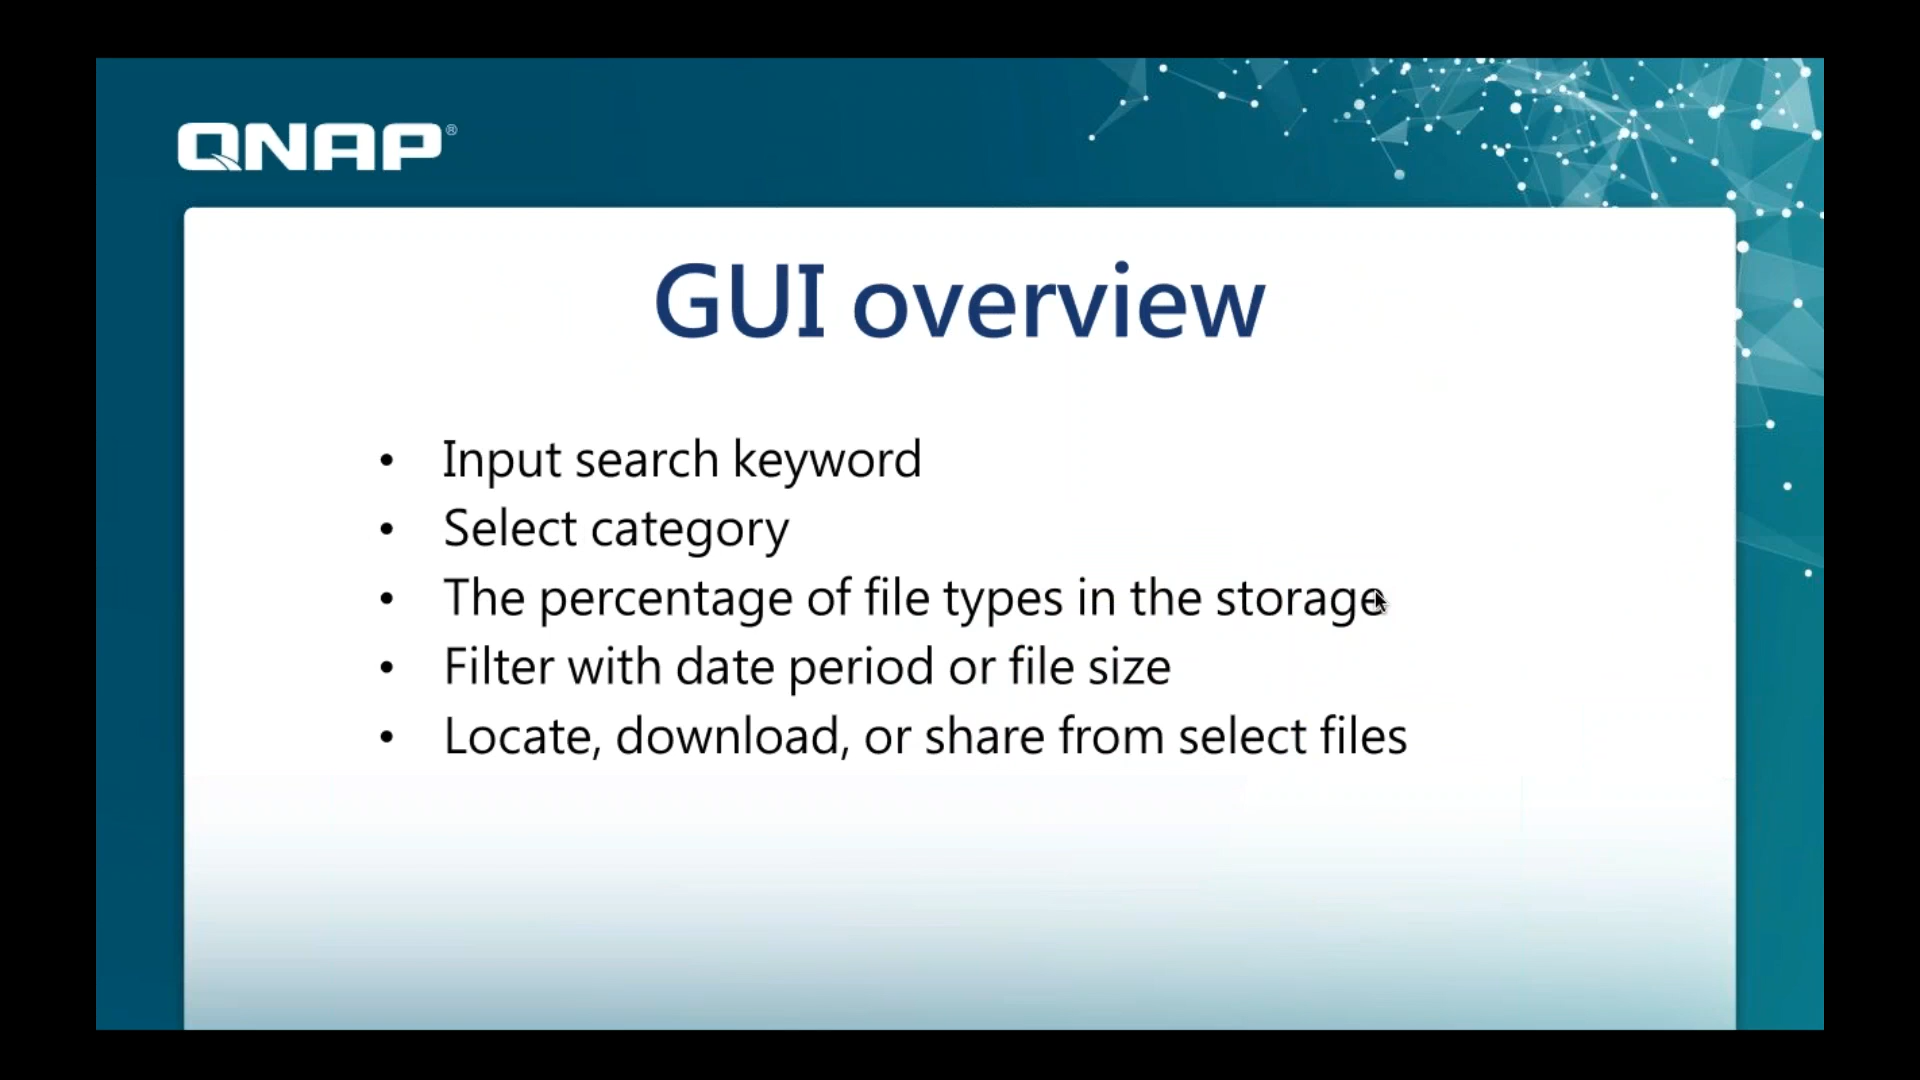 QNAP®
GUI overview
• Input search keyword
• Select category
• The percentage of file types in the storage
• Filter with date period or file size
• Locate, download, or share from select files